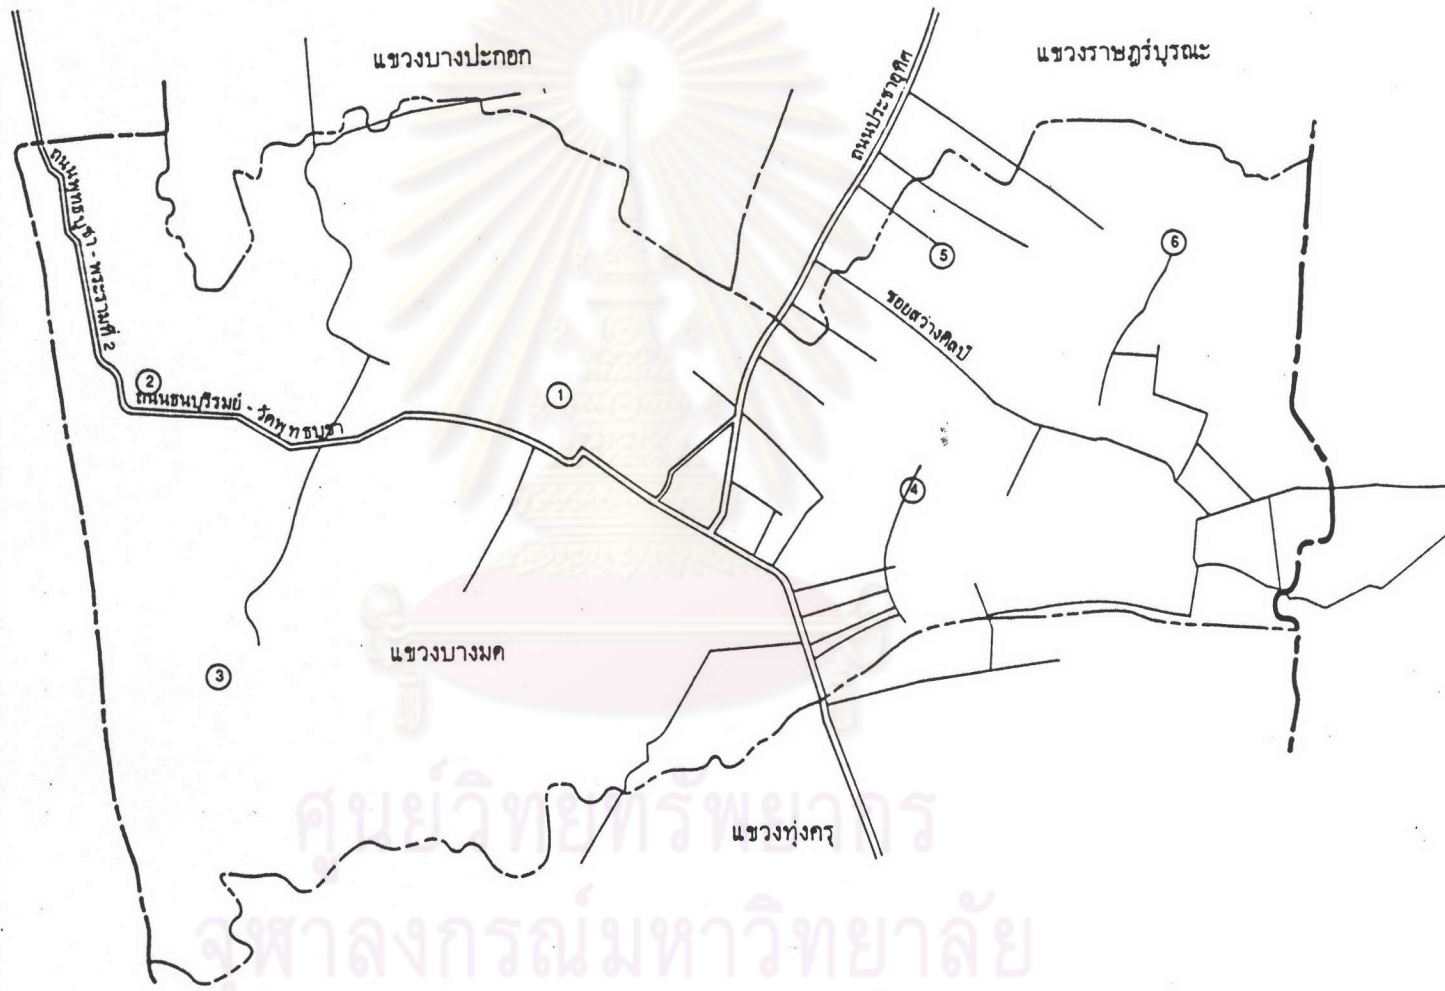 แขวงบางปะกอก
แขวงราษฎร์บูรณะ
ถนนประชาอุทิศ
ถนนพุทธบูชา - พระรามที่ 2
5
6
ซอยสว่างศิลป์
2
ถนนธนบุรีรมย์ - วัดพุทธบูชา
1
4
แขวงบางมด
3
แขวงทุ่งครุ
ศูนย์วิทยทรัพยากร
จุฬาลงกรณ์มหาวิทยาลัย